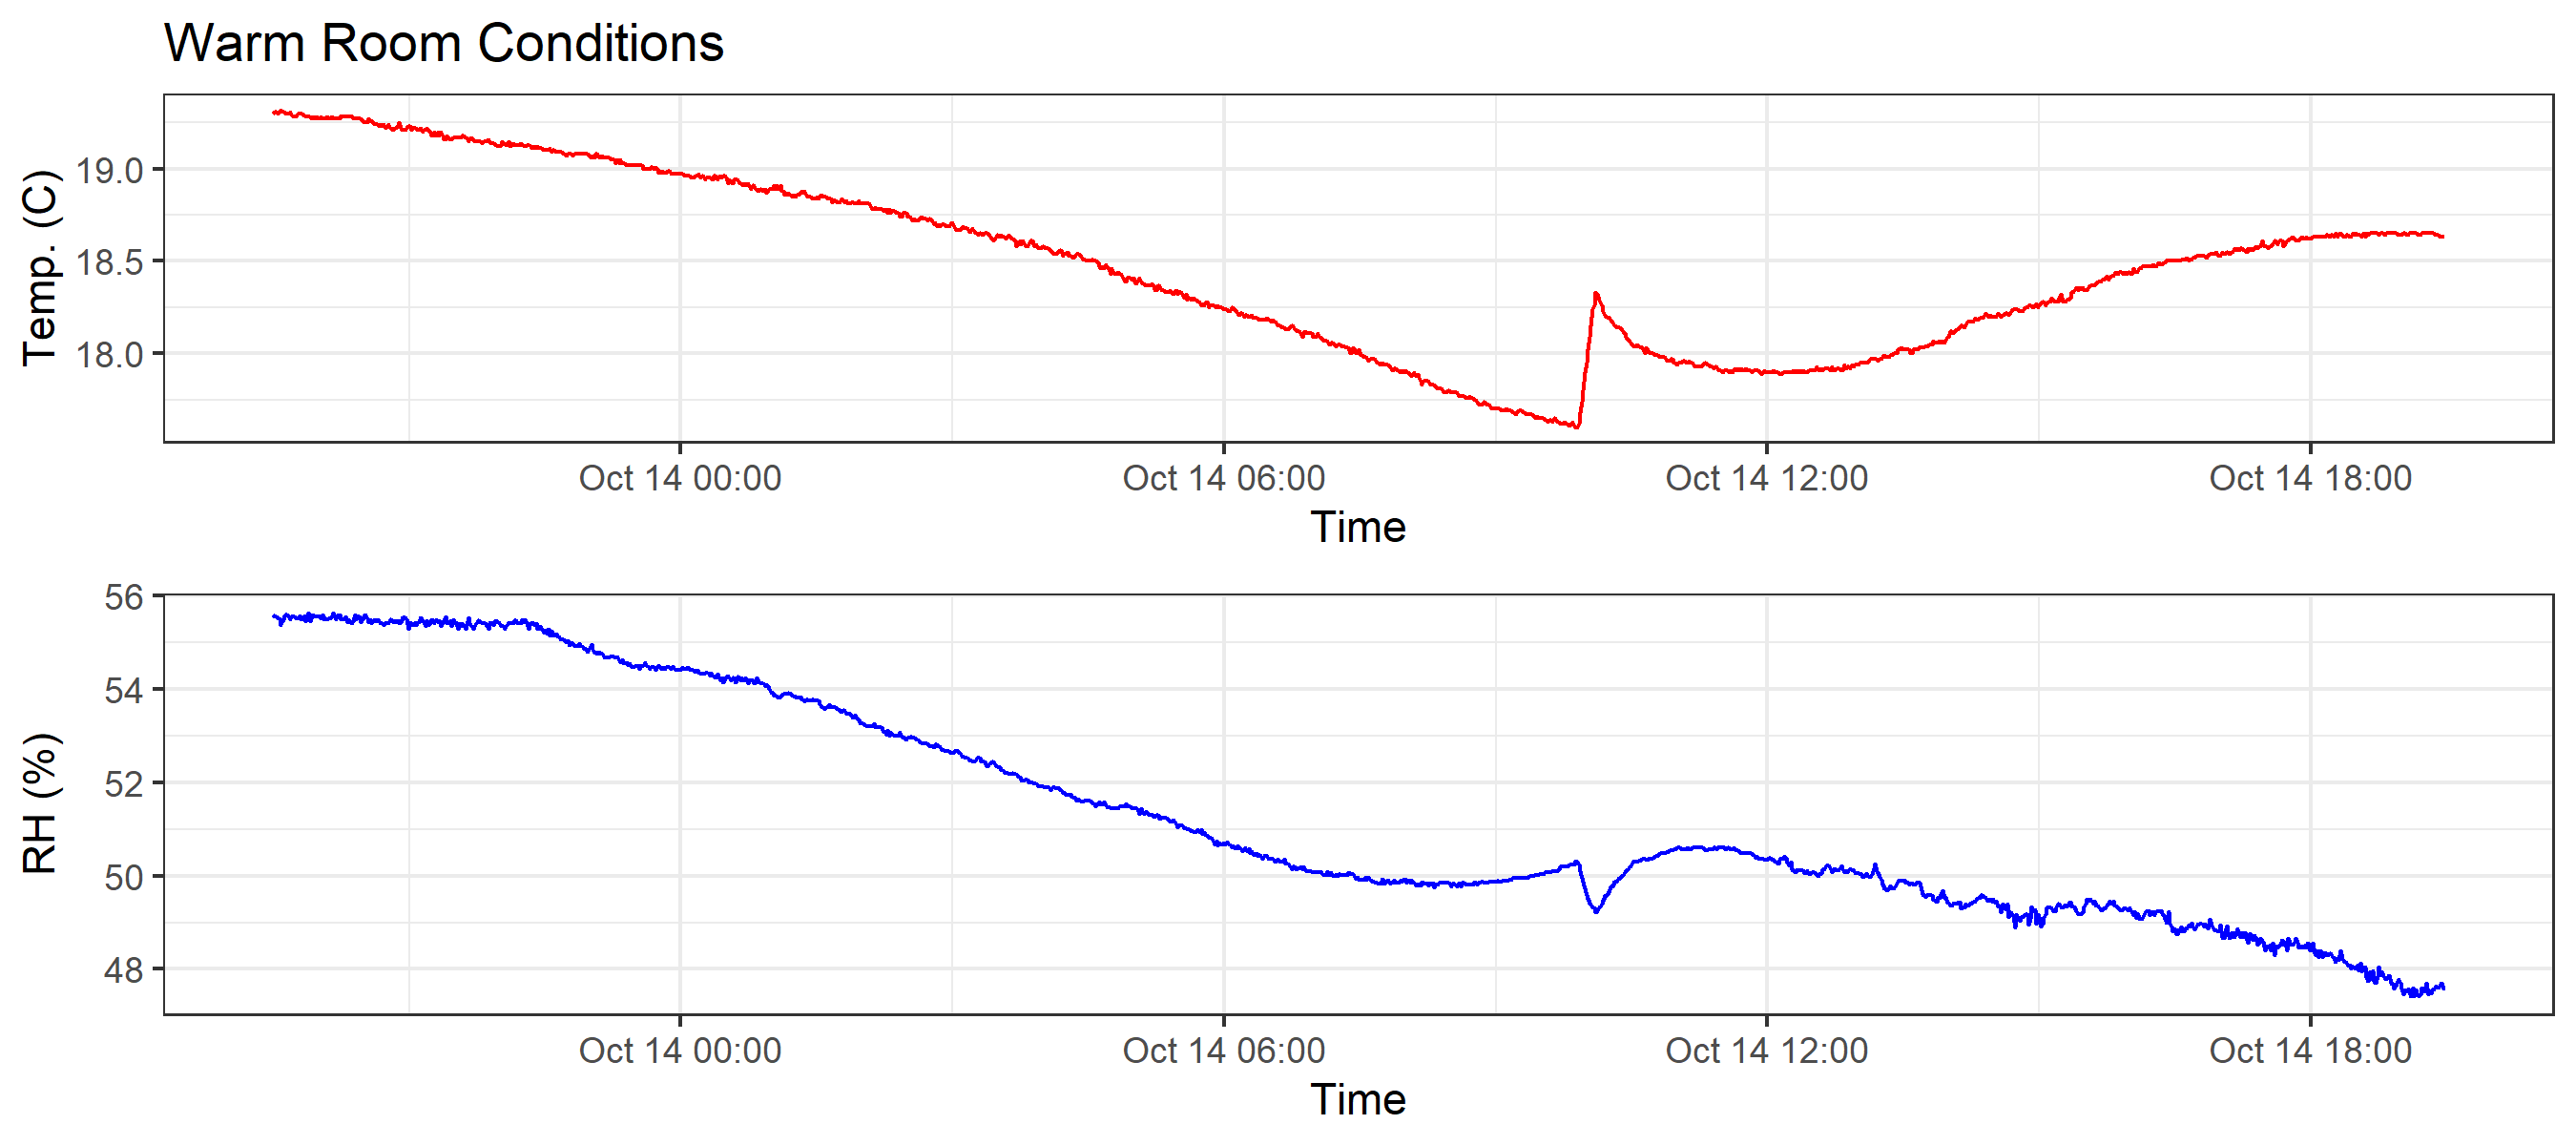 Warm Room Conditions
Temp. (C)
19.0
18.5
18.0
Oct 14 00:00 Oct 14 06:00 Oct 14 12:00 Oct 14 18:00
Time
RH (%)
56
54
52
50
48
Oct 14 00:00 Oct 14 06:00 Oct 14 12:00 Oct 14 18:00
Time